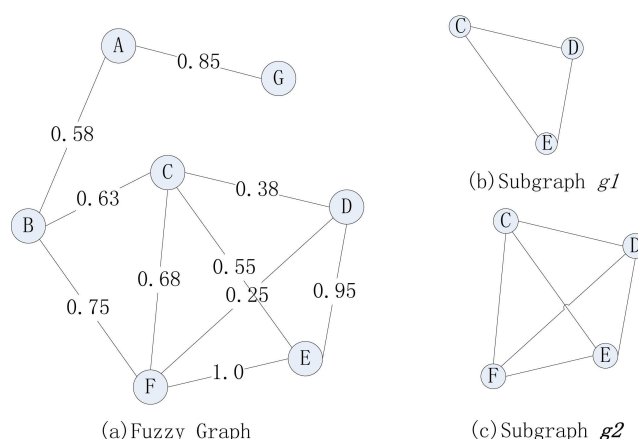 A
0.85
G
0.58
B
0.63
C
0.38
D
0.75
0.68
0.55
0.25
0.95
F
1.0
E
(a)Fuzzy Graph
C
D
E
(b)Subgraph g1
C
D
F
E
(c)Subgraph g2